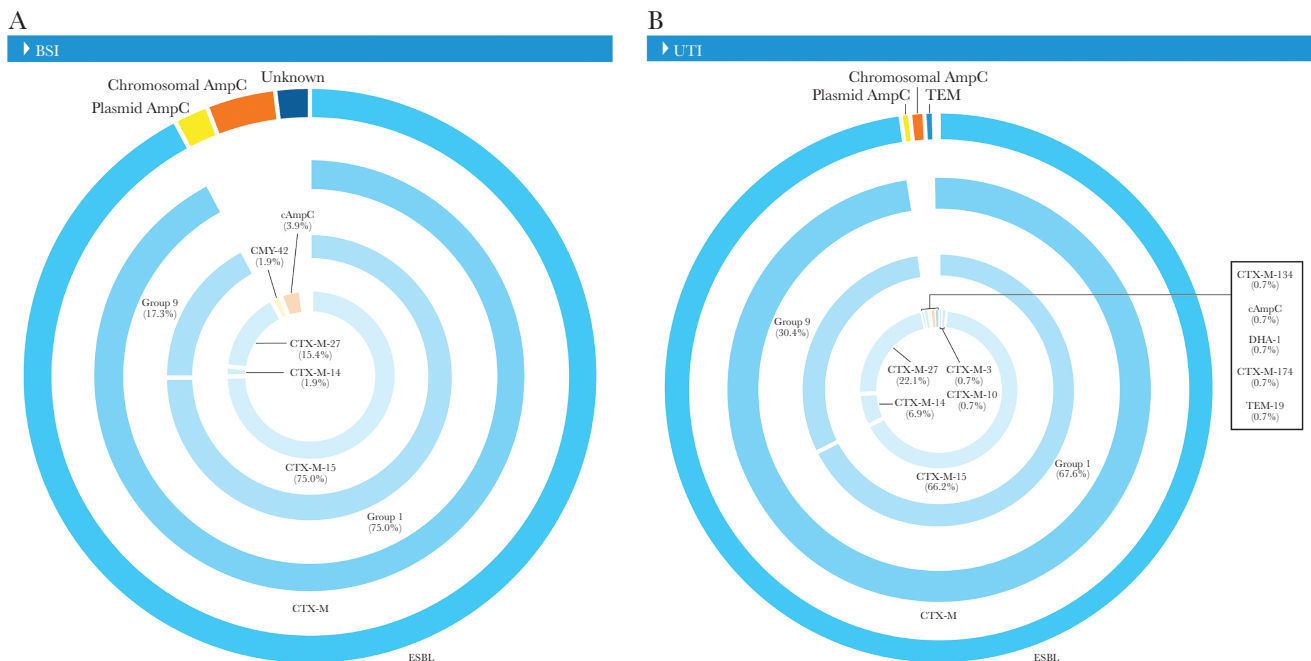 A
BSI
Unknown
Chromosomal AmpC
Plasmid AmpC
cAmpC
(3.9%)
CMY-42
(1.9%)
Group 9
(17.3%)
CTX-M-27
(15.4%)
CTX-M-14
(1.9%)
CTX-M-15
(75.0%)
Group 1
(75.0%)
CTX-M
ESBL
B
UTI
Chromosomal AmpC
Plasmid AmpC
TEM
CTX-M-134
(0.7%)
cAmpC
(0.7%)
DHA-1
(0.7%)
CTX-M-174
(0.7%)
TEM-19
(0.7%)
Group 9
(30.4%)
CTX-M-27
(22.1%)
CTX-M-3
(0.7%)
CTX-M-10
(0.7%)
CTX-M-14
(6.9%)
CTX-M-15
(66.2%)
Group 1
(67.6%)
CTX-M
ESBL